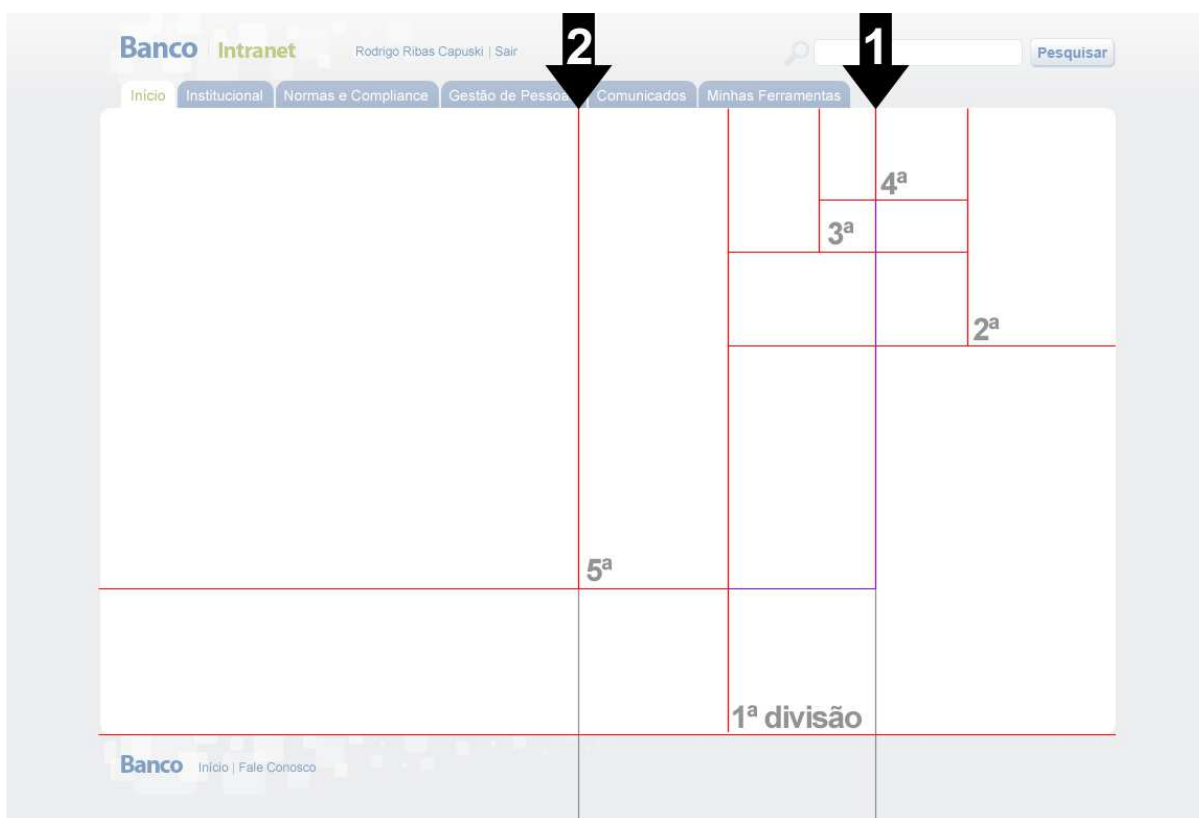 2
1
Banco Intranet Rodrigo Ribas Capuski | Sair Pesquisar
Início Institucional Normas e Compliance Gestão de Pessoas Comunicados Minhas Ferramentas
4ª
3ª
2ª
5ª
1ª divisão
Banco Início | Fale Conosco